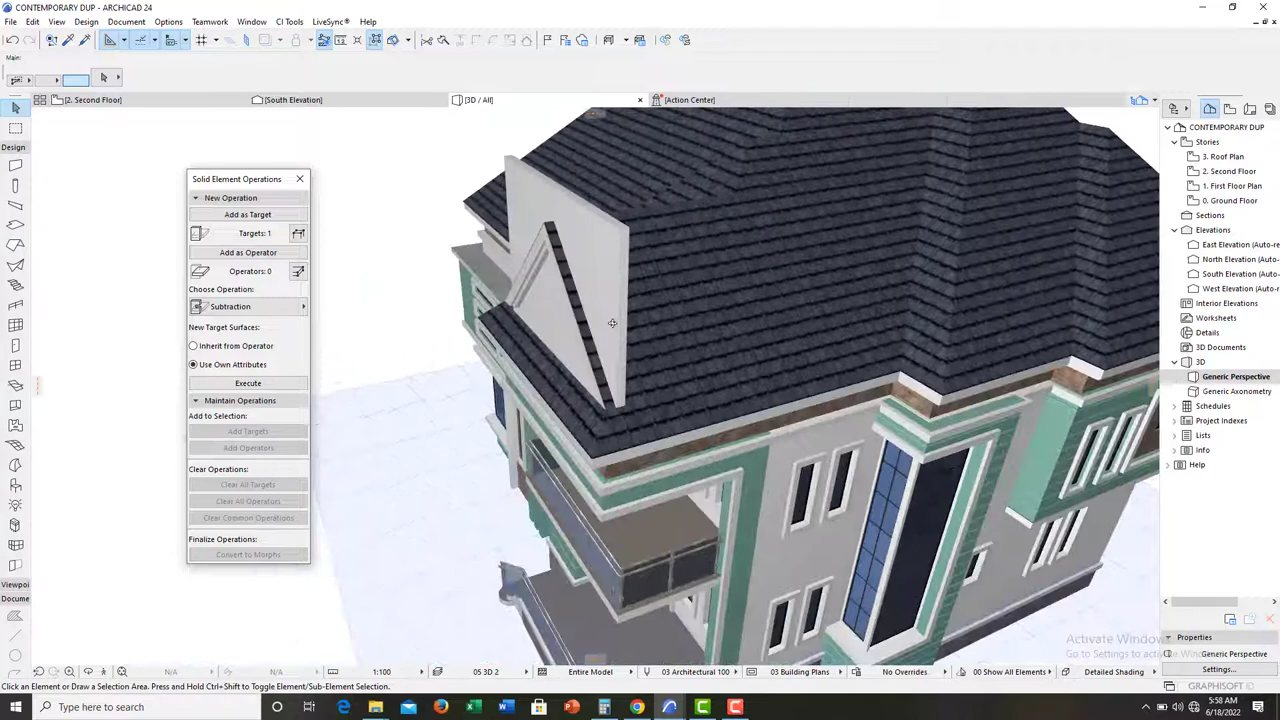 CONTEMPORARY DUP - ARCHICAD 24
File Edit View Design Document Options Teamwork Window CI Tools LiveSync® Help
Main:
[2. Second Floor] [South Elevation] [3D / All] [Action Center]
Design
Solid Element Operations
New Operation
Add as Target
Targets: 1
Add as Operator
Operators: 0
Choose Operation:
Subtraction
New Target Surfaces:
Inherit from Operator
Use Own Attributes
Execute
Maintain Operations
Add to Selection:
Add Targets
Add Operators
Clear Operations:
Clear All Targets
Clear All Operators
Clear Common Operations
Finalize Operations:
Convert to Morphs
Viewpoi
Docume
CONTEMPORARY DUP
Stories
3. Roof Plan
2. Second Floor
1. First Floor Plan
0. Ground Floor
Sections
Elevations
East Elevation (Auto-re
North Elevation (Auto-
South Elevation (Auto-
West Elevation (Auto-r
Interior Elevations
Worksheets
Details
3D Documents
3D
Generic Perspective
Generic Axonometry
Schedules
Project Indexes
Lists
Info
Help
Properties
Generic Perspective
Settings...
Activate Window
Go to Settings to activate Windo
N/A N/A 1:100 05 3D 2 Entire Model 03 Architectural 100 03 Building Plans No Overrides 00 Show All Elements Detailed Shading
Click an Element or Draw a Selection Area. Press and Hold Ctrl+Shift to Toggle Element/Sub-Element Selection.
GRAPHISOFT
Type here to search
5:58 AM
6/18/2022